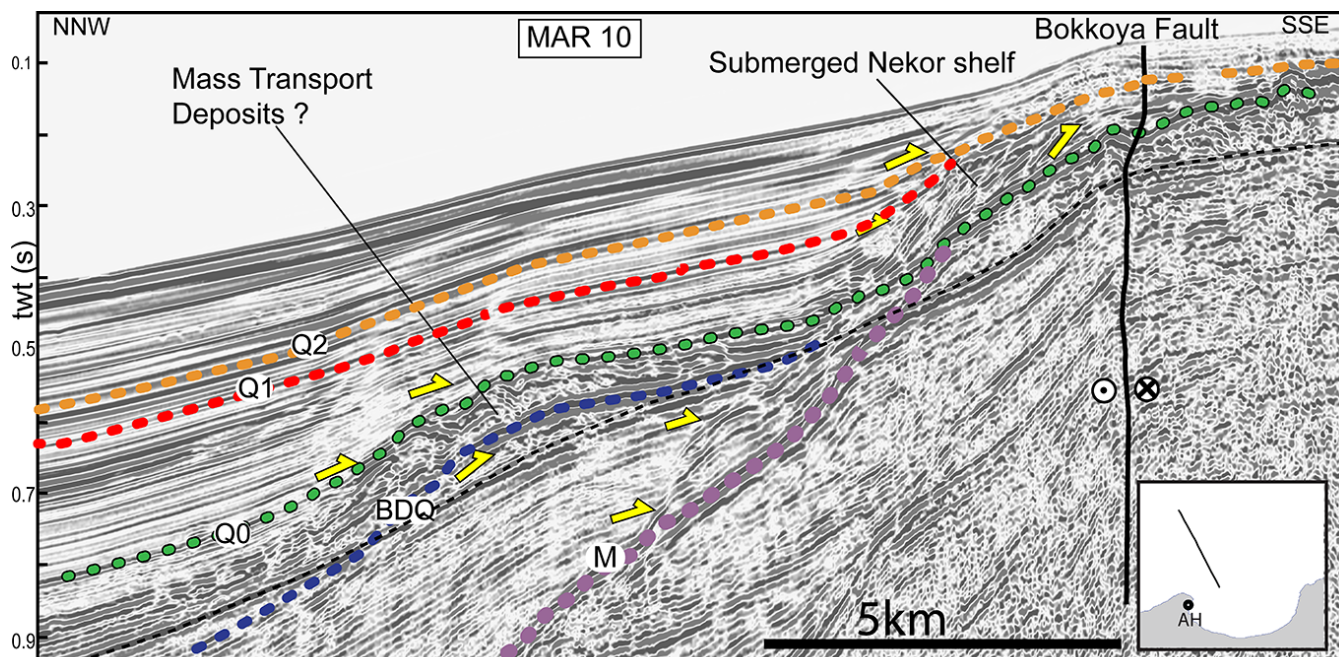 NNW
MAR 10
Bokkoya Fault
SSE
Mass Transport
Deposits ?
Submerged Nekor shelf
0.1
0.3
twt (s)
0.5
0.7
0.9
Q2
Q1
BDQ
Q0
M
5km
AH